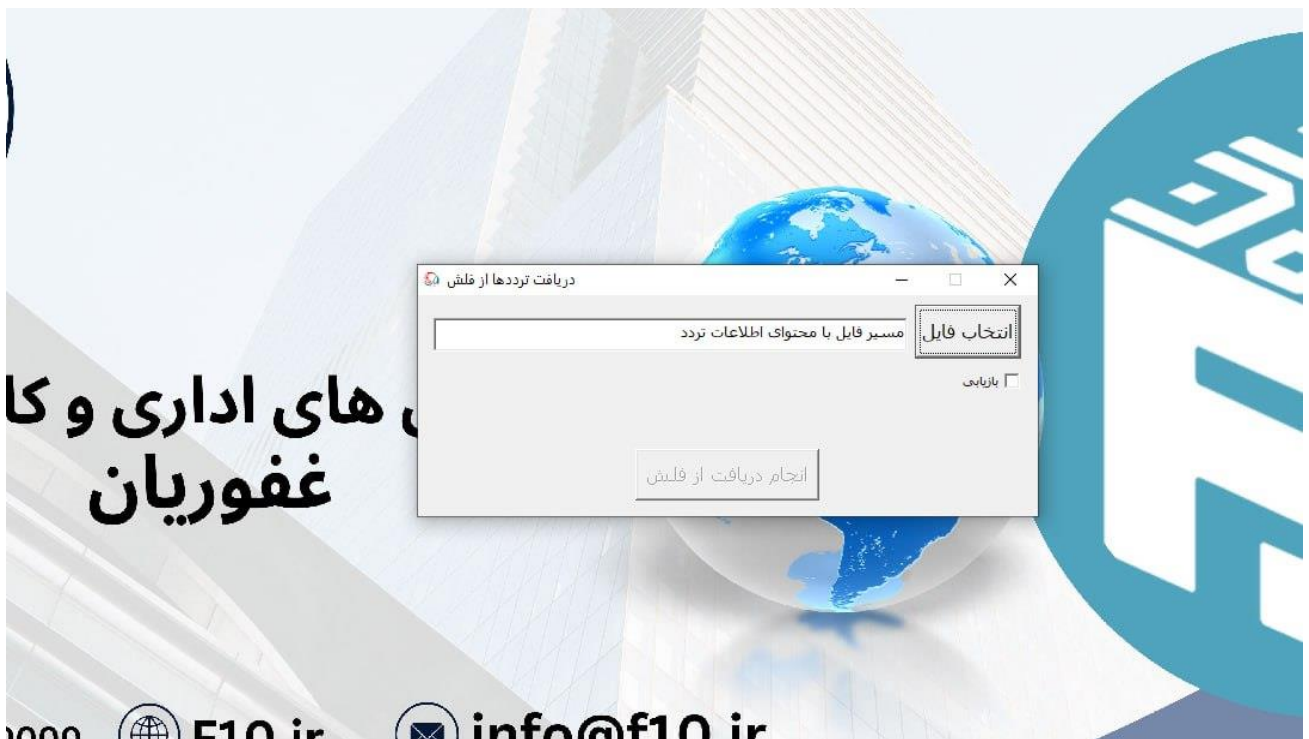 دریافت ترددها از فلش
انتخاب فایل
مسیر فایل با محتوای اطلاعات تردد
بازیابی
انجام دریافت از فلش
های اداری و
غفوریان
F10.ir
info@f10.ir